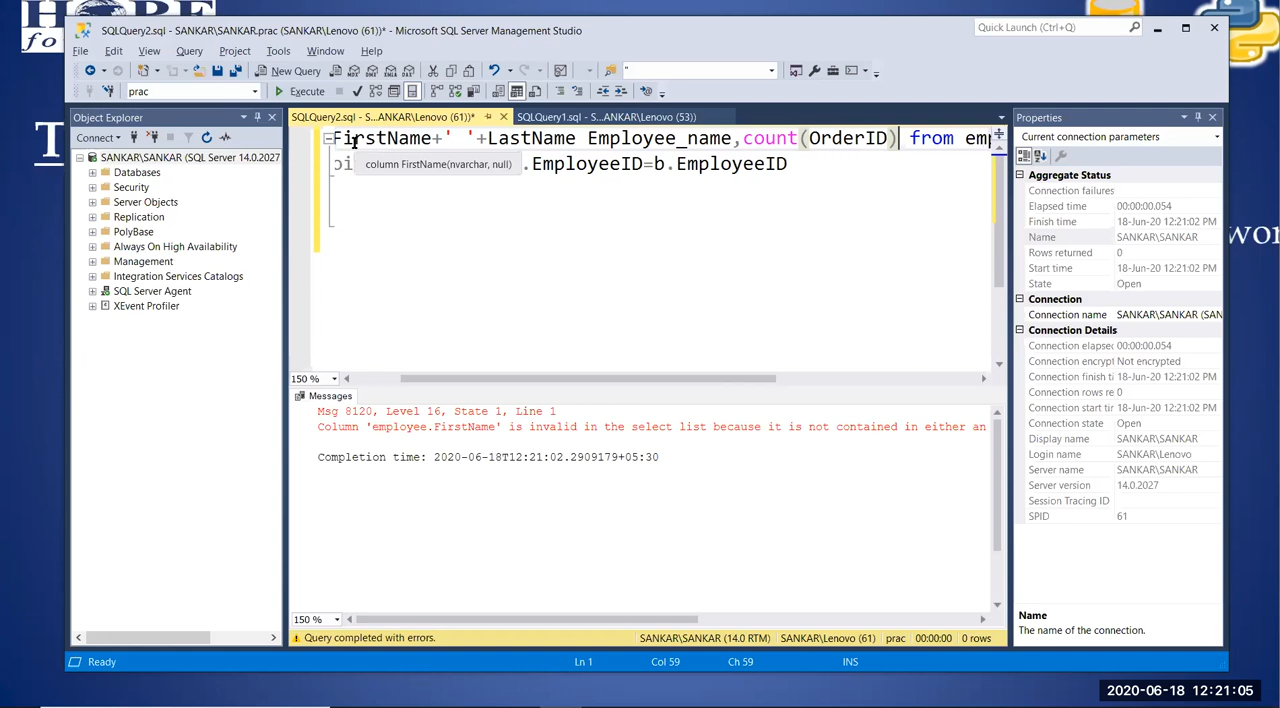 HOPE
fo
T
wor
SQLQuery2.sql - SANKAR\SANKAR.prac (SANKAR\Lenovo (61))* - Microsoft SQL Server Management Studio
Quick Launch (Ctrl+Q)
File Edit View Query Project Tools Window Help
New Query
MDX DMX XMLA DAX
"
prac
Execute
Object Explorer
SQLQuery2.sql - S...ANKAR\Lenovo (61))*
SQLQuery1.sql - S...ANKAR\Lenovo (53))
Properties
Connect
SANKAR\SANKAR (SQL Server 14.0.2027
Databases
Security
Server Objects
Replication
PolyBase
Always On High Availability
Management
Integration Services Catalogs
SQL Server Agent
XEvent Profiler
FirstName+' '+LastName Employee_name,count(OrderID) from emp
column FirstName(nvarchar, null)
.EmployeeID=b.EmployeeID
150 %
Messages
Msg 8120, Level 16, State 1, Line 1
Column 'employee.FirstName' is invalid in the select list because it is not contained in either an
Completion time: 2020-06-18T12:21:02.2909179+05:30
150 %
Query completed with errors.
SANKAR\SANKAR (14.0 RTM) SANKAR\Lenovo (61) prac 00:00:00 0 rows
Current connection parameters
Aggregate Status
Connection failures
Elapsed time 00:00:00.054
Finish time 18-Jun-20 12:21:02 PM
Name SANKAR\SANKAR
Rows returned 0
Start time 18-Jun-20 12:21:02 PM
State Open
Connection
Connection name SANKAR\SANKAR (SAN
Connection Details
Connection elapsed 00:00:00.054
Connection encrypt Not encrypted
Connection finish ti 18-Jun-20 12:21:02 PM
Connection rows re 0
Connection start tim 18-Jun-20 12:21:02 PM
Connection state Open
Display name SANKAR\SANKAR
Login name SANKAR\Lenovo
Server name SANKAR\SANKAR
Server version 14.0.2027
Session Tracing ID
SPID 61
Name
The name of the connection.
Ready Ln 1 Col 59 Ch 59 INS
2020-06-18 12:21:05